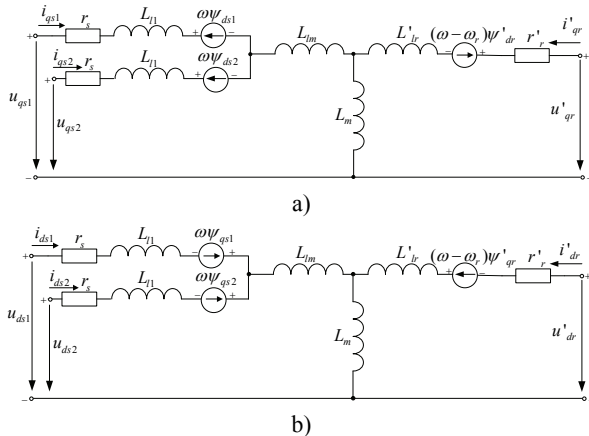 i_qs1 r_s L_l1 ωψ_ds1 L_lm L'_lr (ω-ω_r)ψ'_dr r'_r i'_qr
+ + − − + +
i_qs2 r_s L_l1 ωψ_ds2
+ + −
u_qs1 u_qs2 L_m u'_qr
− −
a)
i_ds1 r_s L_l1 ωψ_qs1 L_lm L'_lr (ω-ω_r)ψ'_qr r'_r i'_dr
+ − + + − +
i_ds2 r_s L_l1 ωψ_qs2
+ − +
u_ds1 u_ds2 L_m u'_dr
− −
b)